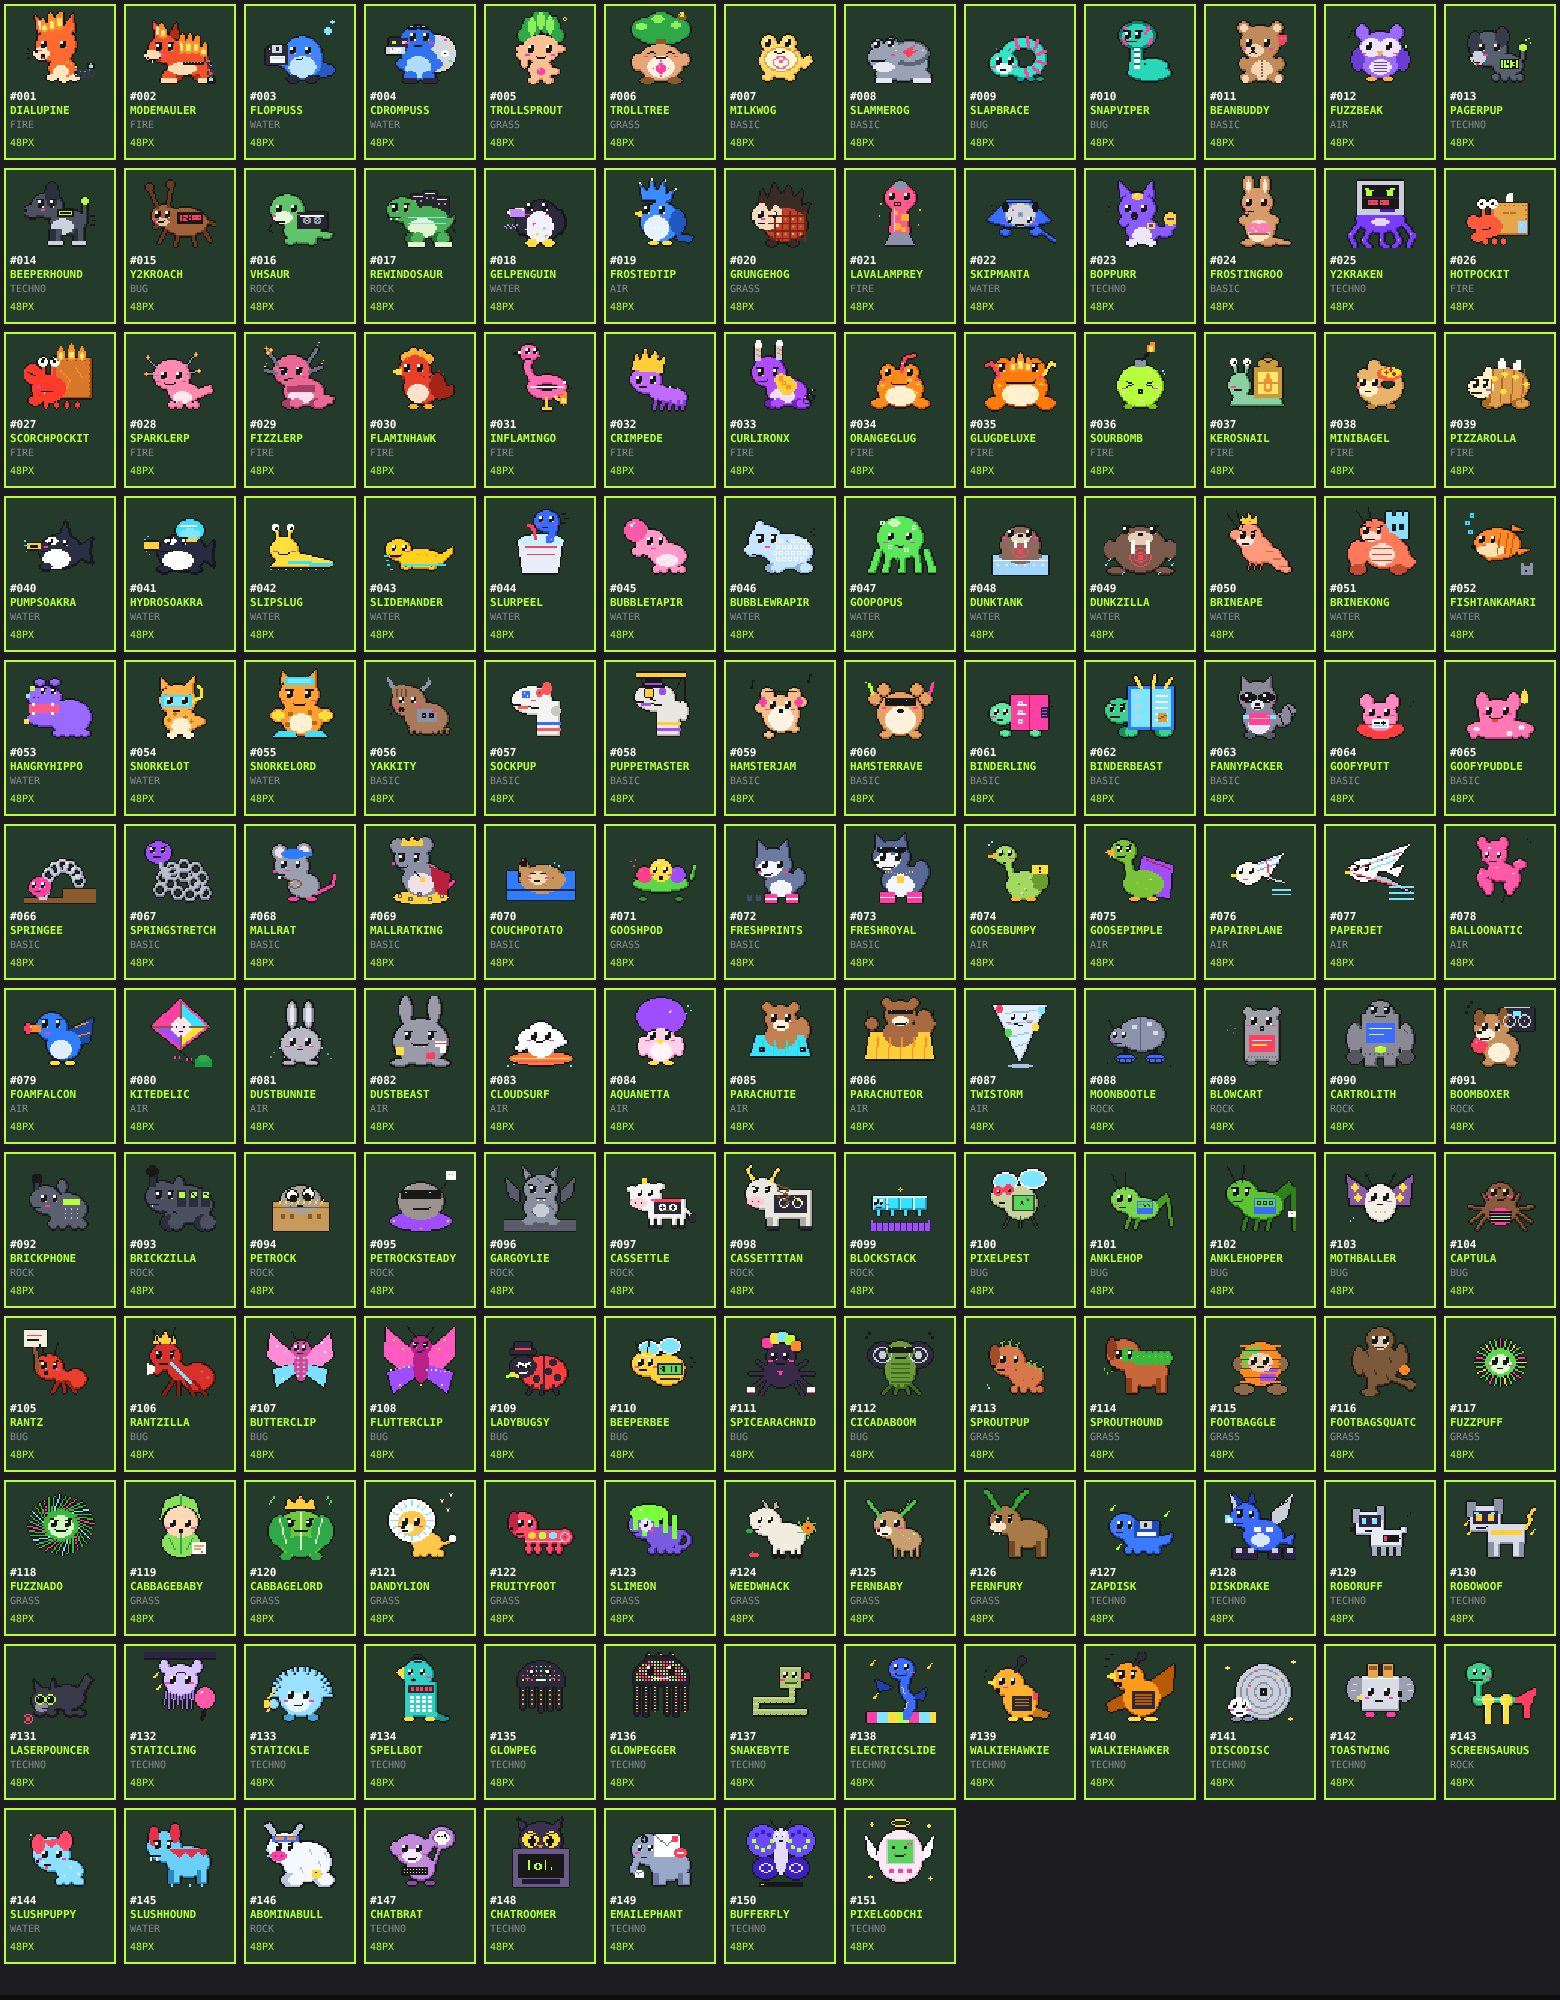 #001
DIALUPINE
FIRE
48PX
#002
MODEMAULER
FIRE
48PX
#003
FLOPPUSS
WATER
48PX
#004
CDROMPUSS
WATER
48PX
#005
TROLLSPROUT
GRASS
48PX
#006
TROLLTREE
GRASS
48PX
#007
MILKWOG
BASIC
48PX
#008
SLAMMEROG
BASIC
48PX
#009
SLAPBRACE
BUG
48PX
#010
SNAPVIPER
BUG
48PX
#011
BEANBUDDY
BASIC
48PX
#012
FUZZBEAK
AIR
48PX
#013
PAGERPUP
TECHNO
48PX
#014
BEEPERHOUND
TECHNO
48PX
12:00
#015
Y2KROACH
BUG
48PX
#016
VHSAUR
ROCK
48PX
#017
REWINDOSAUR
ROCK
48PX
#018
GELPENGUIN
WATER
48PX
#019
FROSTEDTIP
AIR
48PX
#020
GRUNGEHOG
GRASS
48PX
#021
LAVALAMPREY
FIRE
48PX
#022
SKIPMANTA
WATER
48PX
#023
BOPPURR
TECHNO
48PX
#024
FROSTINGROO
BASIC
48PX
#025
Y2KRAKEN
TECHNO
48PX
#026
HOTPOCKIT
FIRE
48PX
#027
SCORCHPOCKIT
FIRE
48PX
#028
SPARKLERP
FIRE
48PX
#029
FIZZLERP
FIRE
48PX
#030
FLAMINHAWK
FIRE
48PX
#031
INFLAMINGO
FIRE
48PX
#032
CRIMPEDE
FIRE
48PX
#033
CURLIRONX
FIRE
48PX
#034
ORANGEGLUG
FIRE
48PX
#035
GLUGDELUXE
FIRE
48PX
#036
SOURBOMB
FIRE
48PX
#037
KEROSNAIL
FIRE
48PX
#038
MINIBAGEL
FIRE
48PX
#039
PIZZAROLLA
FIRE
48PX
#040
PUMPSOAKRA
WATER
48PX
#041
HYDROSOAKRA
WATER
48PX
#042
SLIPSLUG
WATER
48PX
#043
SLIDEMANDER
WATER
48PX
#044
SLURPEEL
WATER
48PX
#045
BUBBLETAPIR
WATER
48PX
#046
BUBBLEWRAPIR
WATER
48PX
#047
GOOPOPUS
WATER
48PX
#048
DUNKTANK
WATER
48PX
#049
DUNKZILLA
WATER
48PX
#050
BRINEAPE
WATER
48PX
#051
BRINEKONG
WATER
48PX
#052
FISHTANKAMARI
WATER
48PX
#053
HANGRYHIPPO
WATER
48PX
#054
SNORKELOT
WATER
48PX
#055
SNORKELORD
WATER
48PX
#056
YAKKITY
BASIC
48PX
#057
SOCKPUP
BASIC
48PX
#058
PUPPETMASTER
BASIC
48PX
#059
HAMSTERJAM
BASIC
48PX
#060
HAMSTERRAVE
BASIC
48PX
#061
BINDERLING
BASIC
48PX
#062
BINDERBEAST
BASIC
48PX
#063
FANNYPACKER
BASIC
48PX
#064
GOOFYPUTT
BASIC
48PX
#065
GOOFYPUDDLE
BASIC
48PX
#066
SPRINGEE
BASIC
48PX
#067
SPRINGSTRETCH
BASIC
48PX
#068
MALLRAT
BASIC
48PX
#069
MALLRATKING
BASIC
48PX
#070
COUCHPOTATO
BASIC
48PX
#071
GOOSHPOD
GRASS
48PX
#072
FRESHPRINTS
BASIC
48PX
#073
FRESHROYAL
BASIC
48PX
#074
GOOSEBUMPY
AIR
48PX
#075
GOOSEPIMPLE
AIR
48PX
#076
PAPAIRPLANE
AIR
48PX
#077
PAPERJET
AIR
48PX
#078
BALLOONATIC
AIR
48PX
#079
FOAMFALCON
AIR
48PX
#080
KITEDELIC
AIR
48PX
#081
DUSTBUNNIE
AIR
48PX
#082
DUSTBEAST
AIR
48PX
#083
CLOUDSURF
AIR
48PX
#084
AQUANETTA
AIR
48PX
#085
PARACHUTIE
AIR
48PX
#086
PARACHUTEOR
AIR
48PX
#087
TWISTORM
AIR
48PX
#088
MOONBOOTLE
ROCK
48PX
#089
BLOWCART
ROCK
48PX
#090
CARTROLITH
ROCK
48PX
#091
BOOMBOXER
ROCK
48PX
#092
BRICKPHONE
ROCK
48PX
#093
BRICKZILLA
ROCK
48PX
#094
PETROCK
ROCK
48PX
#095
PETROCKSTEADY
ROCK
48PX
#096
GARGOYLIE
ROCK
48PX
#097
CASSETTLE
ROCK
48PX
#098
CASSETTITAN
ROCK
48PX
#099
BLOCKSTACK
ROCK
48PX
#100
PIXELPEST
BUG
48PX
#101
ANKLEHOP
BUG
48PX
#102
ANKLEHOPPER
BUG
48PX
#103
MOTHBALLER
BUG
48PX
#104
CAPTULA
BUG
48PX
#105
RANTZ
BUG
48PX
#106
RANTZILLA
BUG
48PX
#107
BUTTERCLIP
BUG
48PX
#108
FLUTTERCLIP
BUG
48PX
#109
LADYBUGSY
BUG
48PX
#110
BEEPERBEE
BUG
48PX
#111
SPICEARACHNID
BUG
48PX
#112
CICADABOOM
BUG
48PX
#113
SPROUTPUP
GRASS
48PX
#114
SPROUTHOUND
GRASS
48PX
#115
FOOTBAGGLE
GRASS
48PX
#116
FOOTBAGSQUATC
GRASS
48PX
#117
FUZZPUFF
GRASS
48PX
#118
FUZZNADO
GRASS
48PX
#119
CABBAGEBABY
GRASS
48PX
#120
CABBAGELORD
GRASS
48PX
#121
DANDYLION
GRASS
48PX
#122
FRUITYFOOT
GRASS
48PX
#123
SLIMEON
GRASS
48PX
#124
WEEDWHACK
GRASS
48PX
#125
FERNBABY
GRASS
48PX
#126
FERNFURY
GRASS
48PX
#127
ZAPDISK
TECHNO
48PX
#128
DISKDRAKE
TECHNO
48PX
#129
ROBORUFF
TECHNO
48PX
#130
ROBOWOOF
TECHNO
48PX
#131
LASERPOUNCER
TECHNO
48PX
#132
STATICLING
TECHNO
48PX
#133
STATICKLE
TECHNO
48PX
#134
SPELLBOT
TECHNO
48PX
#135
GLOWPEG
TECHNO
48PX
#136
GLOWPEGGER
TECHNO
48PX
#137
SNAKEBYTE
TECHNO
48PX
#138
ELECTRICSLIDE
TECHNO
48PX
#139
WALKIEHAWKIE
TECHNO
48PX
#140
WALKIEHAWKER
TECHNO
48PX
#141
DISCODISC
TECHNO
48PX
#142
TOASTWING
TECHNO
48PX
#143
SCREENSAURUS
ROCK
48PX
#144
SLUSHPUPPY
WATER
48PX
#145
SLUSHHOUND
WATER
48PX
#146
ABOMINABULL
ROCK
48PX
#147
CHATBRAT
TECHNO
48PX
lol.
#148
CHATROOMER
TECHNO
48PX
#149
EMAILEPHANT
TECHNO
48PX
#150
BUFFERFLY
TECHNO
48PX
#151
PIXELGODCHI
TECHNO
48PX